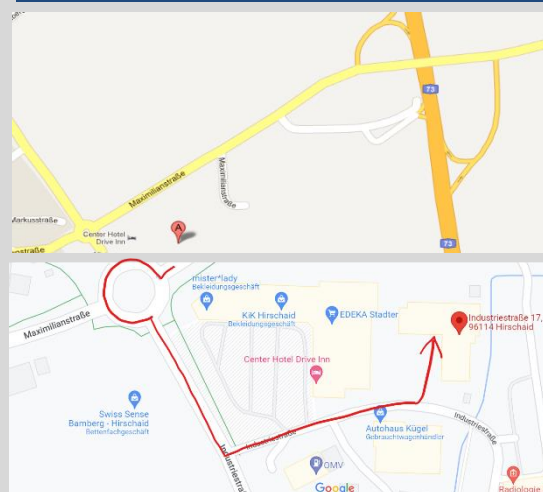 73
Maximilianstraße
Maximilianstraße
Markusstraße
Center Hotel
Drive Inn
A
73
mister*lady
Bekleidungsgeschäft
Maximilianstraße
KiK Hirschaid
Bekleidungsgeschäft
EDEKA Stadter
Industriestraße 17,
96114 Hirschaid
Center Hotel Drive Inn
Swiss Sense
Bamberg - Hirschaid
Bettenfachgeschäft
Autohaus Kügel
Gebrauchtwagenhändler
Industriestraße
Industriestraße
OMV
Google
Radiologie